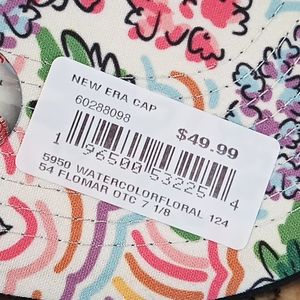 NEW ERA CAP
60288098
$49.99
1 96500 53225 4
5950 WATERCOLORFLORAL 124
54 FLOMAR OTC 7 1/8